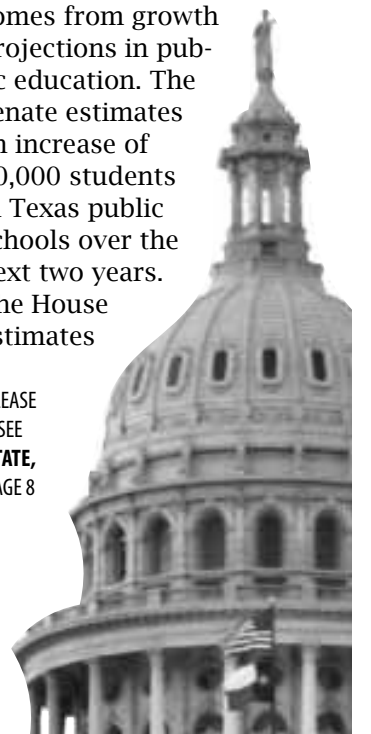 omes from growth
rojections in pub-
c education. The
enate estimates
n increase of
0,000 students
Texas public
chools over the
ext two years.
he House
stimates
EASE
SEE
TATE,
AGE 8